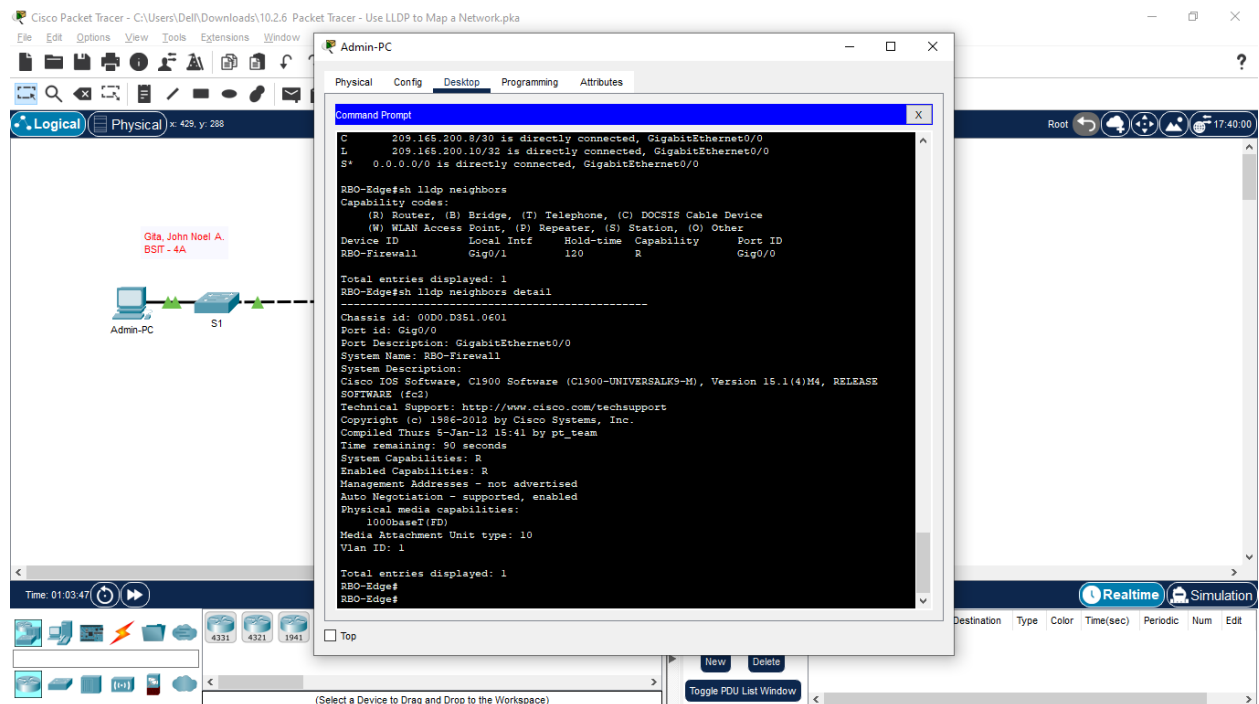 Cisco Packet Tracer - C:\Users\Dell\Downloads\10.2.6 Packet Tracer - Use LLDP to Map a Network.pka
File Edit Options View Tools Extensions Window
?
Logical Physical x: 429, y: 288
Root 17:40:00
Gita, John Noel A.
BSIT - 4A
Admin-PC
S1
Admin-PC
Physical Config Desktop Programming Attributes
Command Prompt X
C 209.165.200.8/30 is directly connected, GigabitEthernet0/0
L 209.165.200.10/32 is directly connected, GigabitEthernet0/0
S* 0.0.0.0/0 is directly connected, GigabitEthernet0/0
RBO-Edge#sh lldp neighbors
Capability codes:
(R) Router, (B) Bridge, (T) Telephone, (C) DOCSIS Cable Device
(W) WLAN Access Point, (P) Repeater, (S) Station, (O) Other
Device ID Local Intf Hold-time Capability Port ID
RBO-Firewall Gig0/1 120 R Gig0/0
Total entries displayed: 1
RBO-Edge#sh lldp neighbors detail
------------------------------------------------
Chassis id: 00D0.D351.0601
Port id: Gig0/0
Port Description: GigabitEthernet0/0
System Name: RBO-Firewall
System Description:
Cisco IOS Software, C1900 Software (C1900-UNIVERSALK9-M), Version 15.1(4)M4, RELEASE
SOFTWARE (fc2)
Technical Support: http://www.cisco.com/techsupport
Copyright (c) 1986-2012 by Cisco Systems, Inc.
Compiled Thurs 5-Jan-12 15:41 by pt_team
Time remaining: 90 seconds
System Capabilities: R
Enabled Capabilities: R
Management Addresses - not advertised
Auto Negotiation - supported, enabled
Physical media capabilities:
1000baseT(FD)
Media Attachment Unit type: 10
Vlan ID: 1
Total entries displayed: 1
RBO-Edge#
RBO-Edge#
Top
Time: 01:03:47
Realtime Simulation
4331 4321 1941
(Select a Device to Drag and Drop to the Workspace)
New Delete
Toggle PDU List Window
Destination Type Color Time(sec) Periodic Num Edit